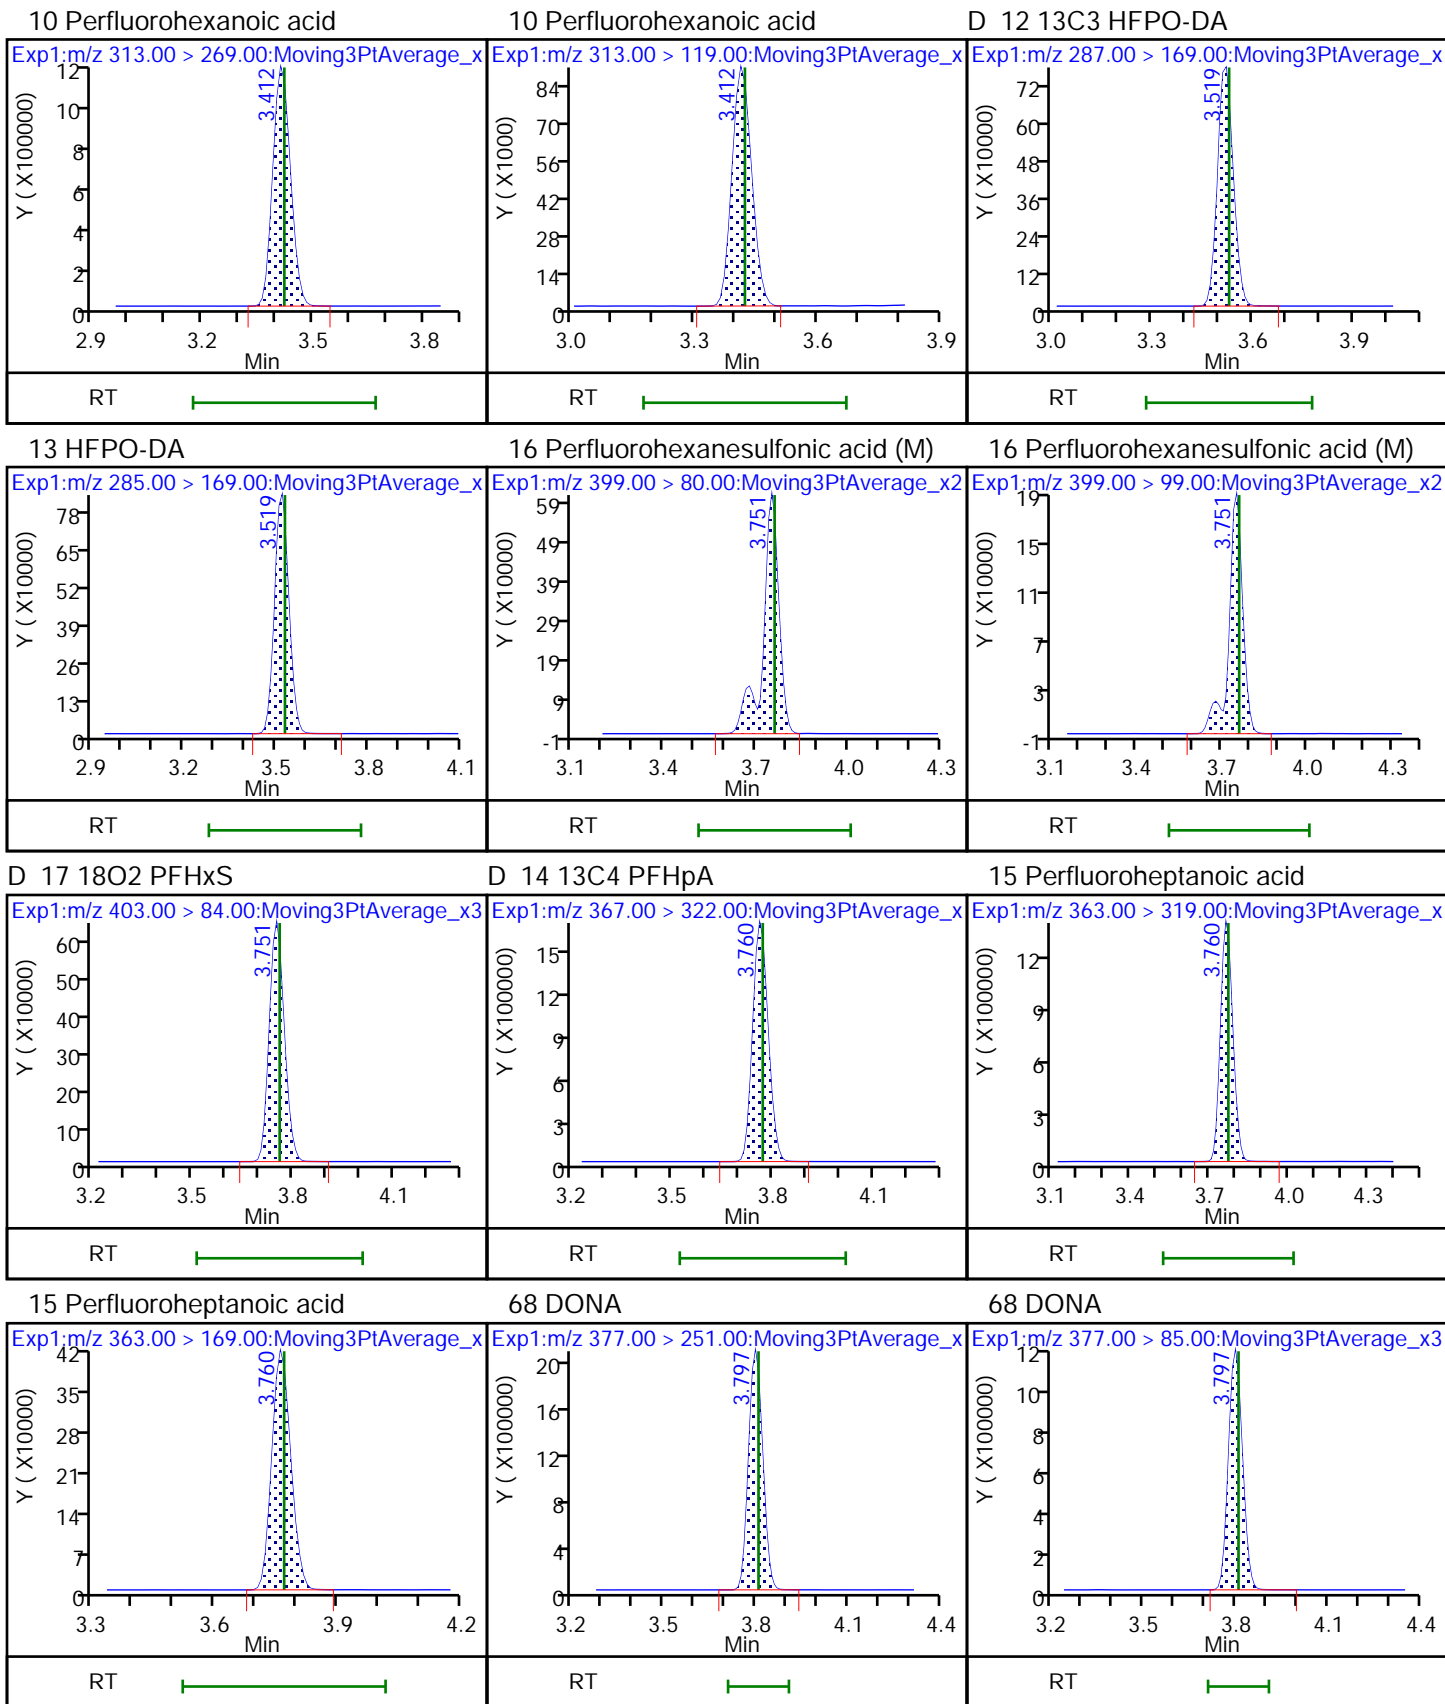 10 Perfluorohexanoic acid
Exp1:m/z 313.00 > 269.00:Moving3PtAverage_x
Y ( X100000)
12
10
8
6
4
2
0
3.412
2.9 3.2 3.5 3.8
Min
RT
10 Perfluorohexanoic acid
Exp1:m/z 313.00 > 119.00:Moving3PtAverage_x
Y ( X1000)
84
70
56
42
28
14
0
3.412
3.0 3.3 3.6 3.9
Min
RT
D 12 13C3 HFPO-DA
Exp1:m/z 287.00 > 169.00:Moving3PtAverage_x
Y ( X10000)
72
60
48
36
24
12
0
3.519
3.0 3.3 3.6 3.9
Min
RT
13 HFPO-DA
Exp1:m/z 285.00 > 169.00:Moving3PtAverage_x
Y ( X10000)
78
65
52
39
26
13
0
3.519
2.9 3.2 3.5 3.8 4.1
Min
RT
16 Perfluorohexanesulfonic acid (M)
Exp1:m/z 399.00 > 80.00:Moving3PtAverage_x2
Y ( X10000)
59
49
39
29
19
9
-1
3.751
3.1 3.4 3.7 4.0 4.3
Min
RT
16 Perfluorohexanesulfonic acid (M)
Exp1:m/z 399.00 > 99.00:Moving3PtAverage_x2
Y ( X10000)
19
15
11
7
3
-1
3.751
3.1 3.4 3.7 4.0 4.3
Min
RT
D 17 18O2 PFHxS
Exp1:m/z 403.00 > 84.00:Moving3PtAverage_x3
Y ( X10000)
60
50
40
30
20
10
0
3.751
3.2 3.5 3.8 4.1
Min
RT
D 14 13C4 PFHpA
Exp1:m/z 367.00 > 322.00:Moving3PtAverage_x
Y ( X100000)
15
12
9
6
3
0
3.760
3.2 3.5 3.8 4.1
Min
RT
15 Perfluoroheptanoic acid
Exp1:m/z 363.00 > 319.00:Moving3PtAverage_x
Y ( X100000)
12
9
6
3
0
3.760
3.1 3.4 3.7 4.0 4.3
Min
RT
15 Perfluoroheptanoic acid
Exp1:m/z 363.00 > 169.00:Moving3PtAverage_x
Y ( X10000)
42
35
28
21
14
7
0
3.760
3.3 3.6 3.9 4.2
Min
RT
68 DONA
Exp1:m/z 377.00 > 251.00:Moving3PtAverage_x
Y ( X100000)
20
16
12
8
4
0
3.797
3.2 3.5 3.8 4.1 4.4
Min
RT
68 DONA
Exp1:m/z 377.00 > 85.00:Moving3PtAverage_x3
Y ( X100000)
12
10
8
6
4
2
0
3.797
3.2 3.5 3.8 4.1 4.4
Min
RT